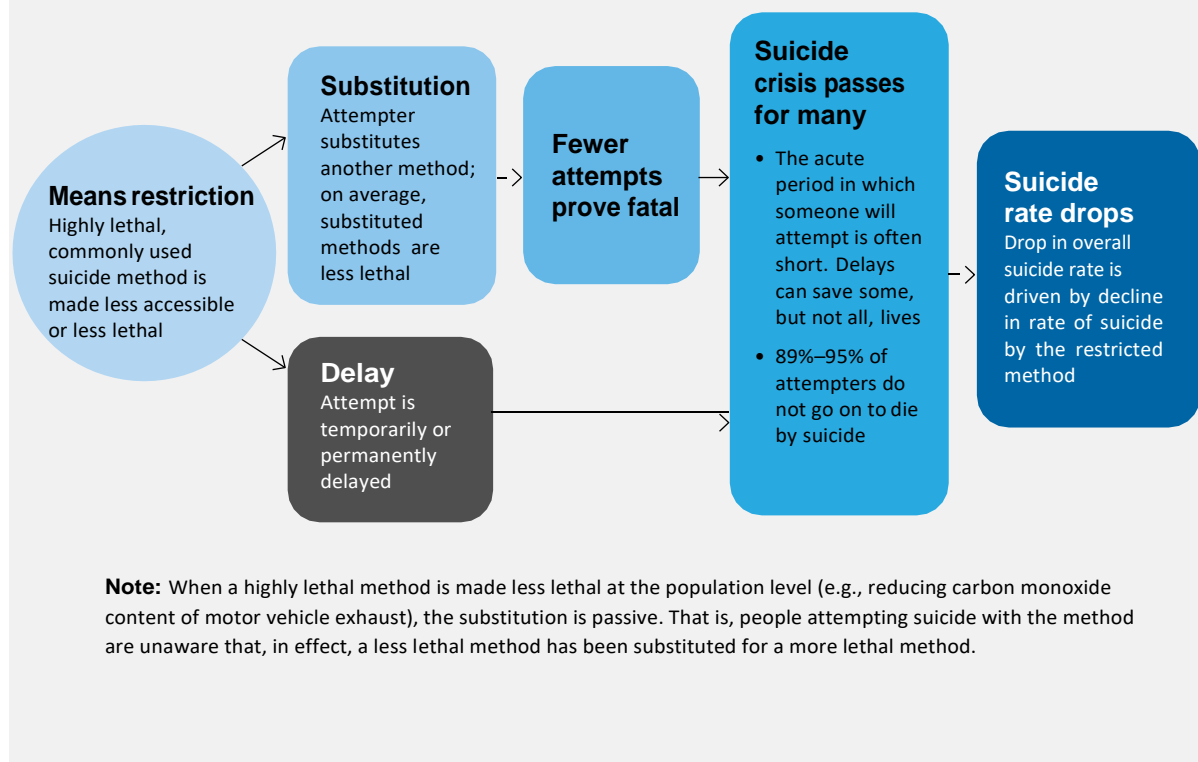 Means restriction
Highly lethal,
commonly used
suicide method is
made less accessible
or less lethal
Substitution
Attempter
substitutes
another method;
on average,
substituted
methods are
less lethal
Delay
Attempt is
temporarily or
permanently
delayed
Fewer
attempts
prove fatal
Suicide
crisis passes
for many
• The acute
period in which
someone will
attempt is often
short. Delays
can save some,
but not all, lives
• 89%–95% of
attempters do
not go on to die
by suicide
Suicide
rate drops
Drop in overall
suicide rate is
driven by decline
in rate of suicide
by the restricted
method
Note: When a highly lethal method is made less lethal at the population level (e.g., reducing carbon monoxide
content of motor vehicle exhaust), the substitution is passive. That is, people attempting suicide with the method
are unaware that, in effect, a less lethal method has been substituted for a more lethal method.